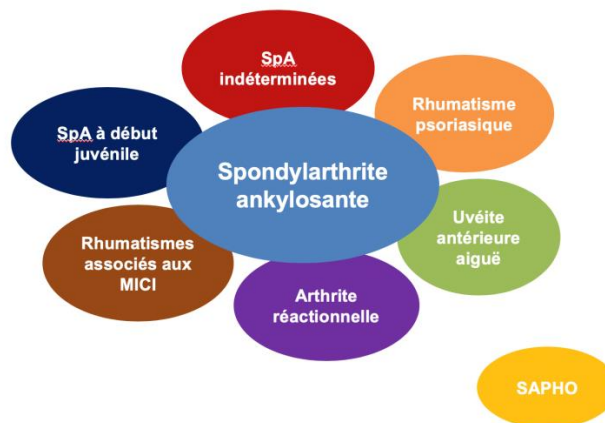 SpA
indéterminées
Rhumatisme
psoriasique
SpA à début
juvénile
Spondylarthrite
ankylosante
Uvéite
antérieure
aiguë
Rhumatismes
associés aux
MICI
Arthrite
réactionnelle
SAPHO